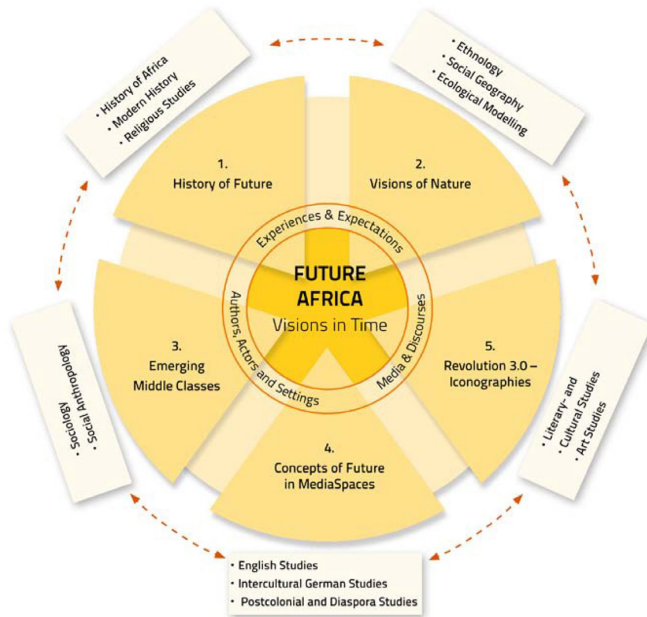 • History of Africa
• Modern History
• Religious Studies
• Ethnology
• Social Geography
• Ecological Modelling
1.
History of Future
2.
Visions of Nature
Experiences & Expectations
FUTURE
AFRICA
Visions in Time
Authors, Actors and Settings
Media & Discourses
3.
Emerging
Middle Classes
5.
Revolution 3.0 –
Iconographies
• Social Anthropology
• Sociology
• Literary- and
• Cultural Studies
• Art Studies
4.
Concepts of Future
in MediaSpaces
• English Studies
• Intercultural German Studies
• Postcolonial and Diaspora Studies